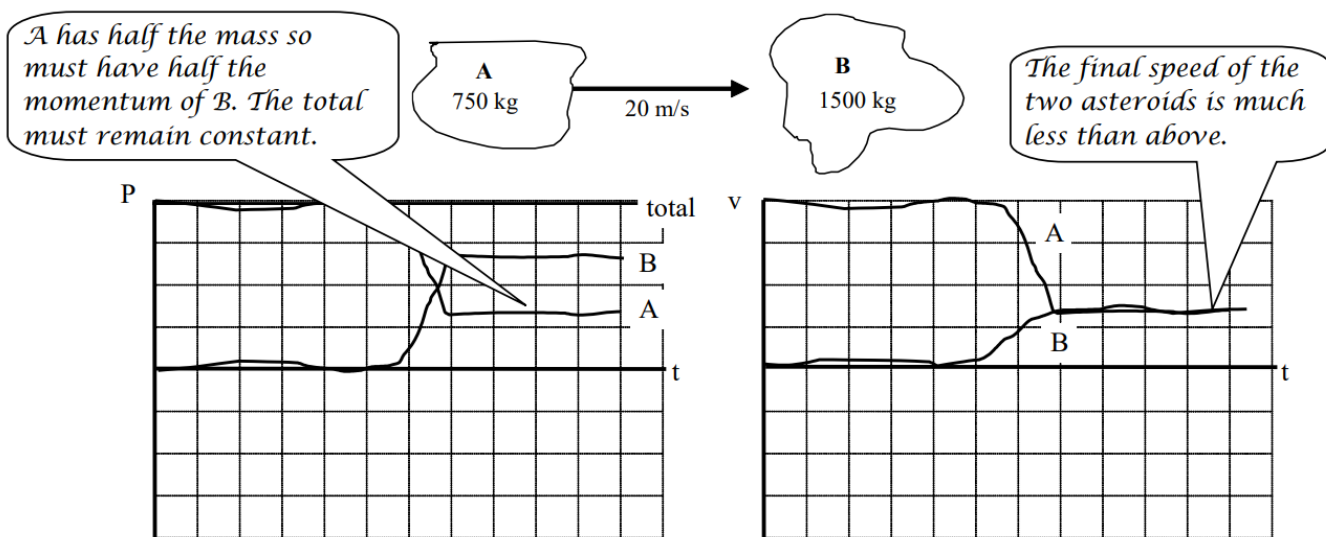 A has half the mass so
must have half the
momentum of B. The total
must remain constant.
A
750 kg
20 m/s
B
1500 kg
The final speed of the
two asteroids is much
less than above.
P
total
B
A
t
v
A
B
t